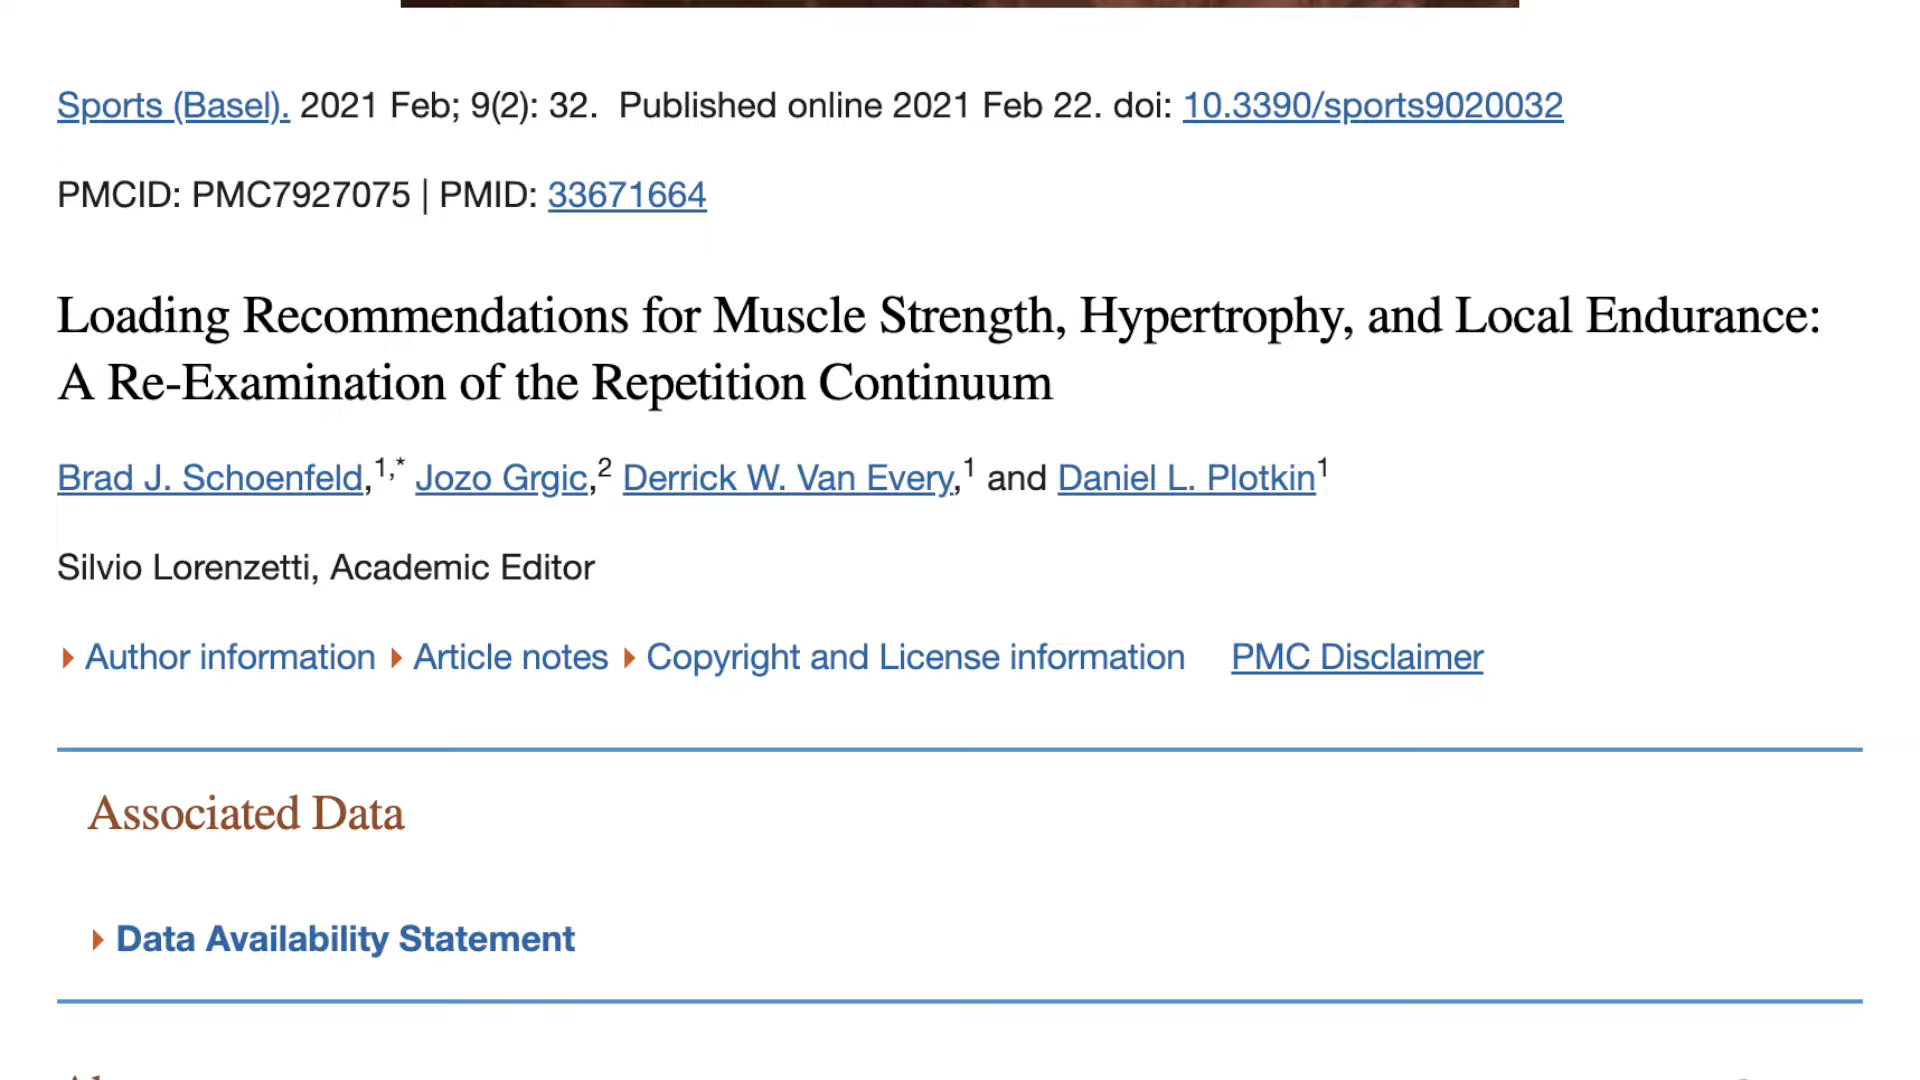 Sports (Basel). 2021 Feb; 9(2): 32. Published online 2021 Feb 22. doi: 10.3390/sports9020032
PMCID: PMC7927075 | PMID: 33671664
Loading Recommendations for Muscle Strength, Hypertrophy, and Local Endurance:
A Re-Examination of the Repetition Continuum
Brad J. Schoenfeld,1,* Jozo Grgic,2 Derrick W. Van Every,1 and Daniel L. Plotkin1
Silvio Lorenzetti, Academic Editor
Author information Article notes Copyright and License information PMC Disclaimer
Associated Data
Data Availability Statement